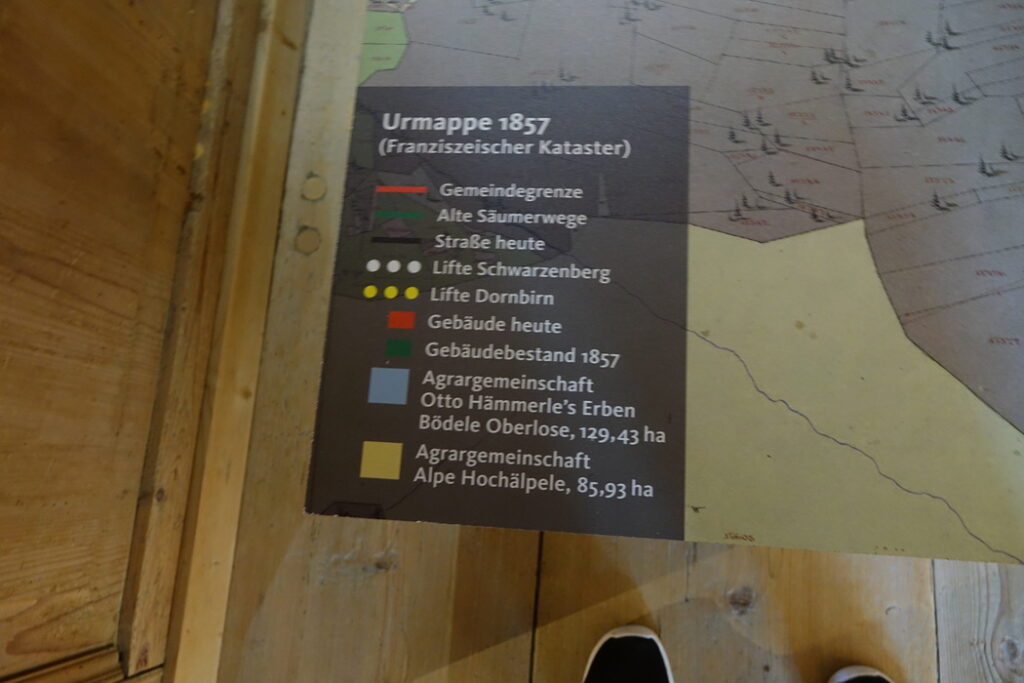 Urmappe 1857
(Franziszeischer Kataster)
Gemeindegrenze
Alte Säumerwege
Straße heute
Lifte Schwarzenberg
Lifte Dornbirn
Gebäude heute
Gebäudebestand 1857
Agrargemeinschaft
Otto Hämmerle's Erben
Bödele Oberlose, 129,43 ha
Agrargemeinschaft
Alpe Hochälpele, 85,93 ha